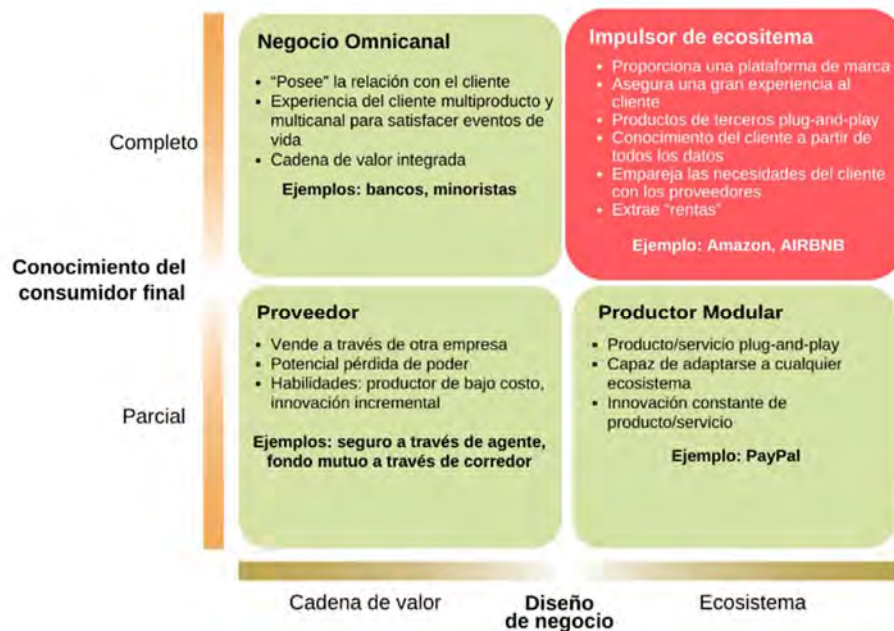 Negocio Omnicanal
• “Posee” la relación con el cliente
• Experiencia del cliente multiproducto y
multicanal para satisfacer eventos de
vida
• Cadena de valor integrada
Ejemplos: bancos, minoristas
Impulsor de ecositema
• Proporciona una plataforma de marca
• Asegura una gran experiencia al
cliente
• Productos de terceros plug-and-play
• Conocimiento del cliente a partir de
todos los datos
• Empareja las necesidades del cliente
con los proveedores
• Extrae “rentas”
Ejemplo: Amazon, AIRBNB
Completo
Conocimiento del
consumidor final
Parcial
Proveedor
• Vende a través de otra empresa
• Potencial pérdida de poder
• Habilidades: productor de bajo costo,
innovación incremental
Ejemplos: seguro a través de agente,
fondo mutuo a través de corredor
Productor Modular
• Producto/servicio plug-and-play
• Capaz de adaptarse a cualquier
ecosistema
• Innovación constante de
producto/servicio
Ejemplo: PayPal
Cadena de valor
Diseño
de negocio
Ecosistema